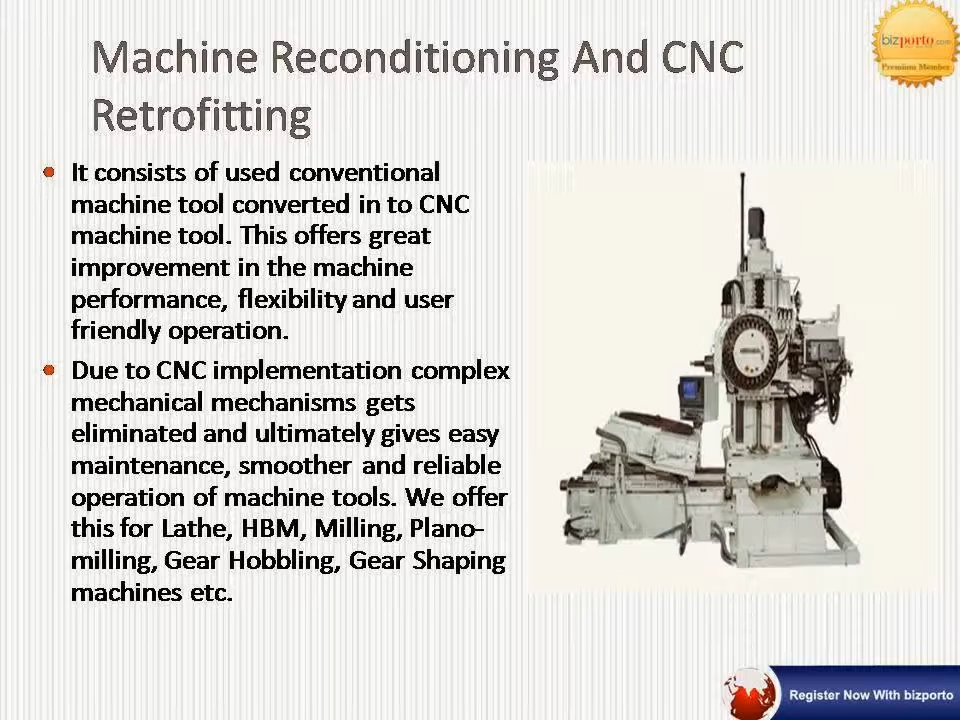 Machine Reconditioning And CNC
Retrofitting
It consists of used conventional
machine tool converted in to CNC
machine tool. This offers great
improvement in the machine
performance, flexibility and user
friendly operation.
Due to CNC implementation complex
mechanical mechanisms gets
eliminated and ultimately gives easy
maintenance, smoother and reliable
operation of machine tools. We offer
this for Lathe, HBM, Milling, Plano-
milling, Gear Hobbling, Gear Shaping
machines etc.
bizporto.com
Premium Member
Register Now With bizporto